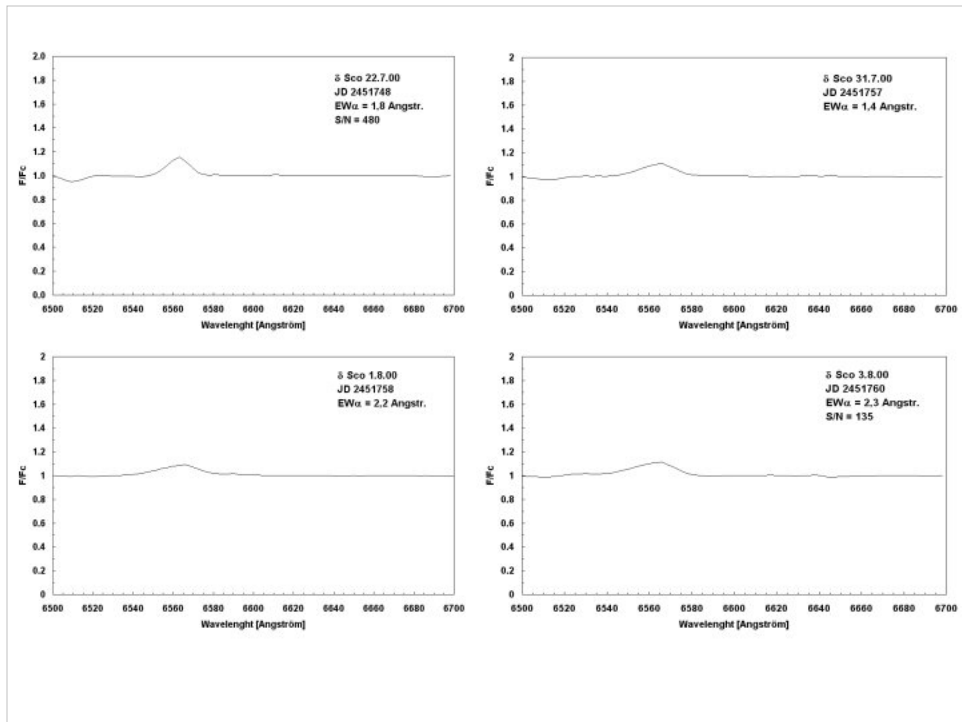 2.0
1.8
1.6
1.4
1.2
1.0
0.8
0.6
0.4
0.2
0.0
F/Fc
δ Sco 22.7.00
JD 2451748
EWα = 1,8 Angstr.
S/N = 480
6500 6520 6540 6560 6580 6600 6620 6640 6660 6680 6700
Wavelenght [Angström]
2
1.8
1.6
1.4
1.2
1
0.8
0.6
0.4
0.2
0
F/Fc
δ Sco 31.7.00
JD 2451757
EWα = 1,4 Angstr.
6500 6520 6540 6560 6580 6600 6620 6640 6660 6680 6700
Wavelenght [Angström]
2
1.8
1.6
1.4
1.2
1
0.8
0.6
0.4
0.2
0
F/Fc
δ Sco 1.8.00
JD 2451758
EWα = 2,2 Angstr.
6500 6520 6540 6560 6580 6600 6620 6640 6660 6680 6700
Wavelenght [Angström]
2
1.8
1.6
1.4
1.2
1
0.8
0.6
0.4
0.2
0
F/Fc
δ Sco 3.8.00
JD 2451760
EWα = 2,3 Angstr.
S/N = 135
6500 6520 6540 6560 6580 6600 6620 6640 6660 6680 6700
Wavelenght [Angström]